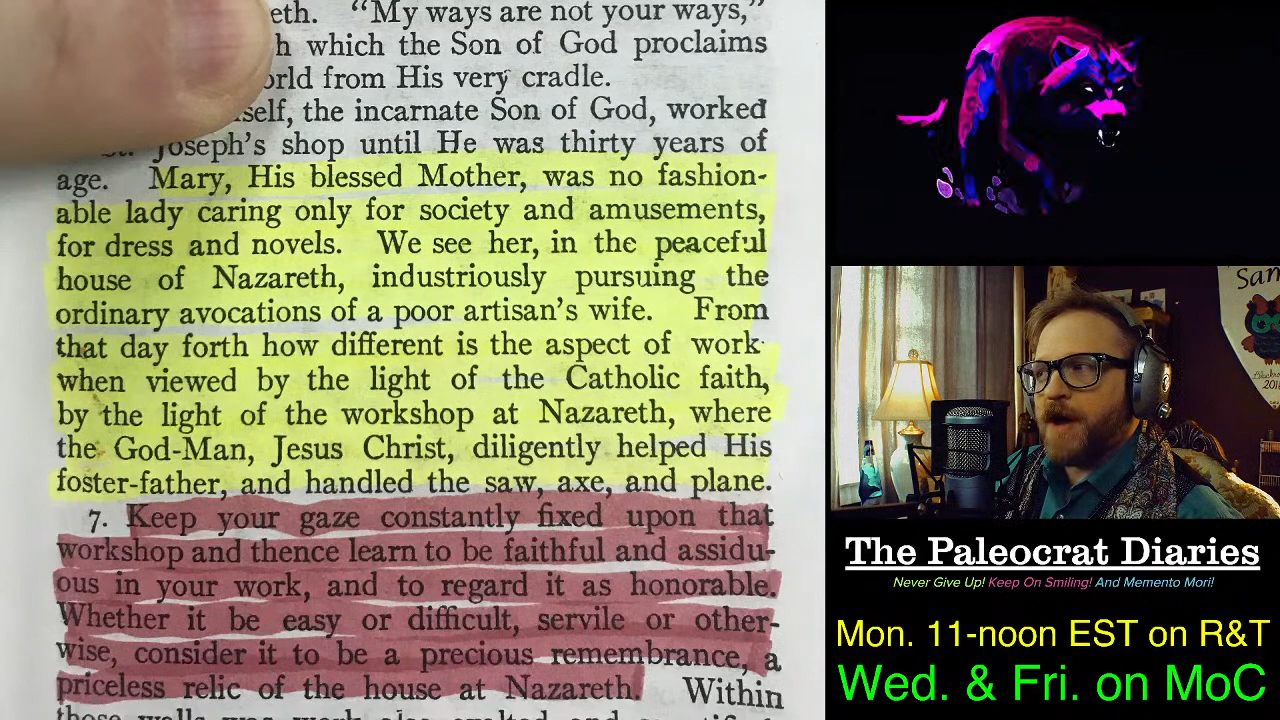 eth. “My ways are not your ways,”
h which the Son of God proclaims
orld from His very cradle.
self, the incarnate Son of God, worked
St. Joseph’s shop until He was thirty years of
age. Mary, His blessed Mother, was no fashion-
able lady caring only for society and amusements,
for dress and novels. We see her, in the peaceful
house of Nazareth, industriously pursuing the
ordinary avocations of a poor artisan’s wife. From
that day forth how different is the aspect of work
when viewed by the light of the Catholic faith,
by the light of the workshop at Nazareth, where
the God-Man, Jesus Christ, diligently helped His
foster-father, and handled the saw, axe, and plane.
7. Keep your gaze constantly fixed upon that
workshop and thence learn to be faithful and assidu-
ous in your work, and to regard it as honorable.
Whether it be easy or difficult, servile or other-
wise, consider it to be a precious remembrance, a
priceless relic of the house at Nazareth. Within
those walls was work also exalted and
Sam
The Paleocrat Diaries
Never Give Up! Keep On Smiling! And Memento Mori!
Mon. 11-noon EST on R&T
Wed. & Fri. on MoC